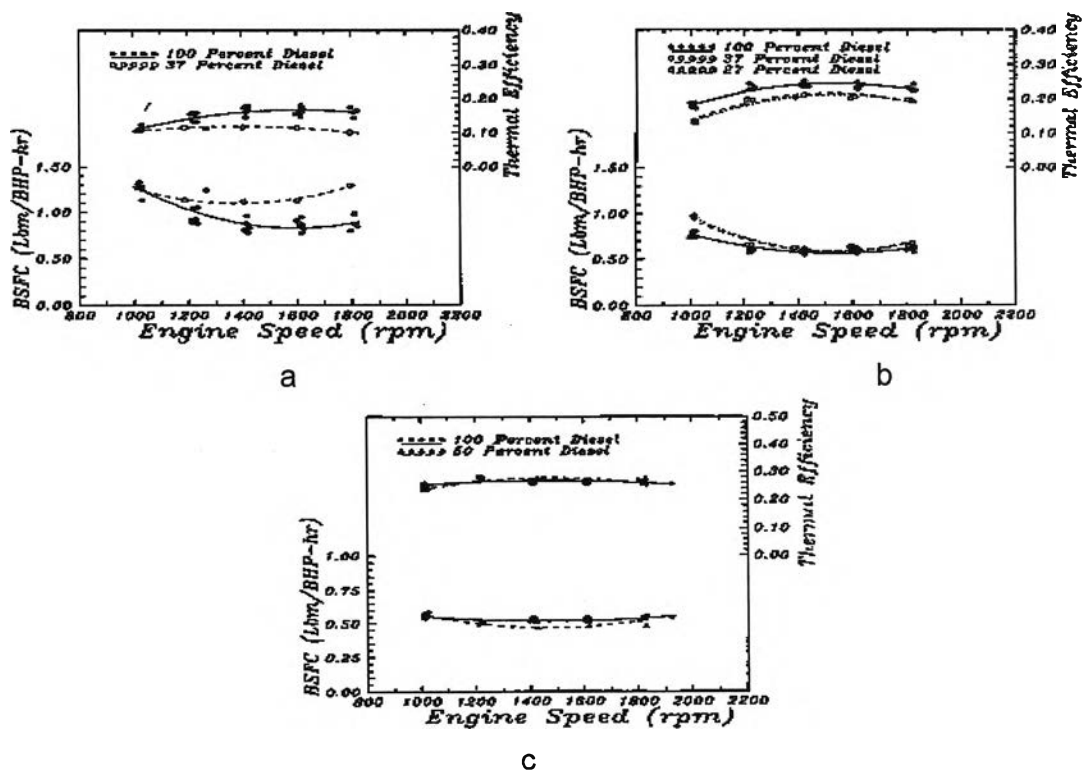 100 Percent Diesel
37 Percent Diesel
0.40
0.30
0.20
0.10
0.00
Thermal Efficiency
1.50
1.00
0.50
0.00
BSFC (Lbm/BHP-hr)
800 1000 1200 1400 1600 1800 2000 2200
Engine Speed (rpm)
a
100 Percent Diesel
37 Percent Diesel
27 Percent Diesel
0.40
0.30
0.20
0.10
0.00
Thermal Efficiency
1.50
1.00
0.50
0.00
BSFC (Lbm/BHP-hr)
800 1000 1200 1400 1600 1800 2000 2200
Engine Speed (rpm)
b
100 Percent Diesel
50 Percent Diesel
0.50
0.40
0.30
0.20
0.10
0.00
Thermal Efficiency
1.00
0.75
0.50
0.25
0.00
BSFC (Lbm/BHP-hr)
800 1000 1200 1400 1600 1800 2000 2200
Engine Speed (rpm)
c